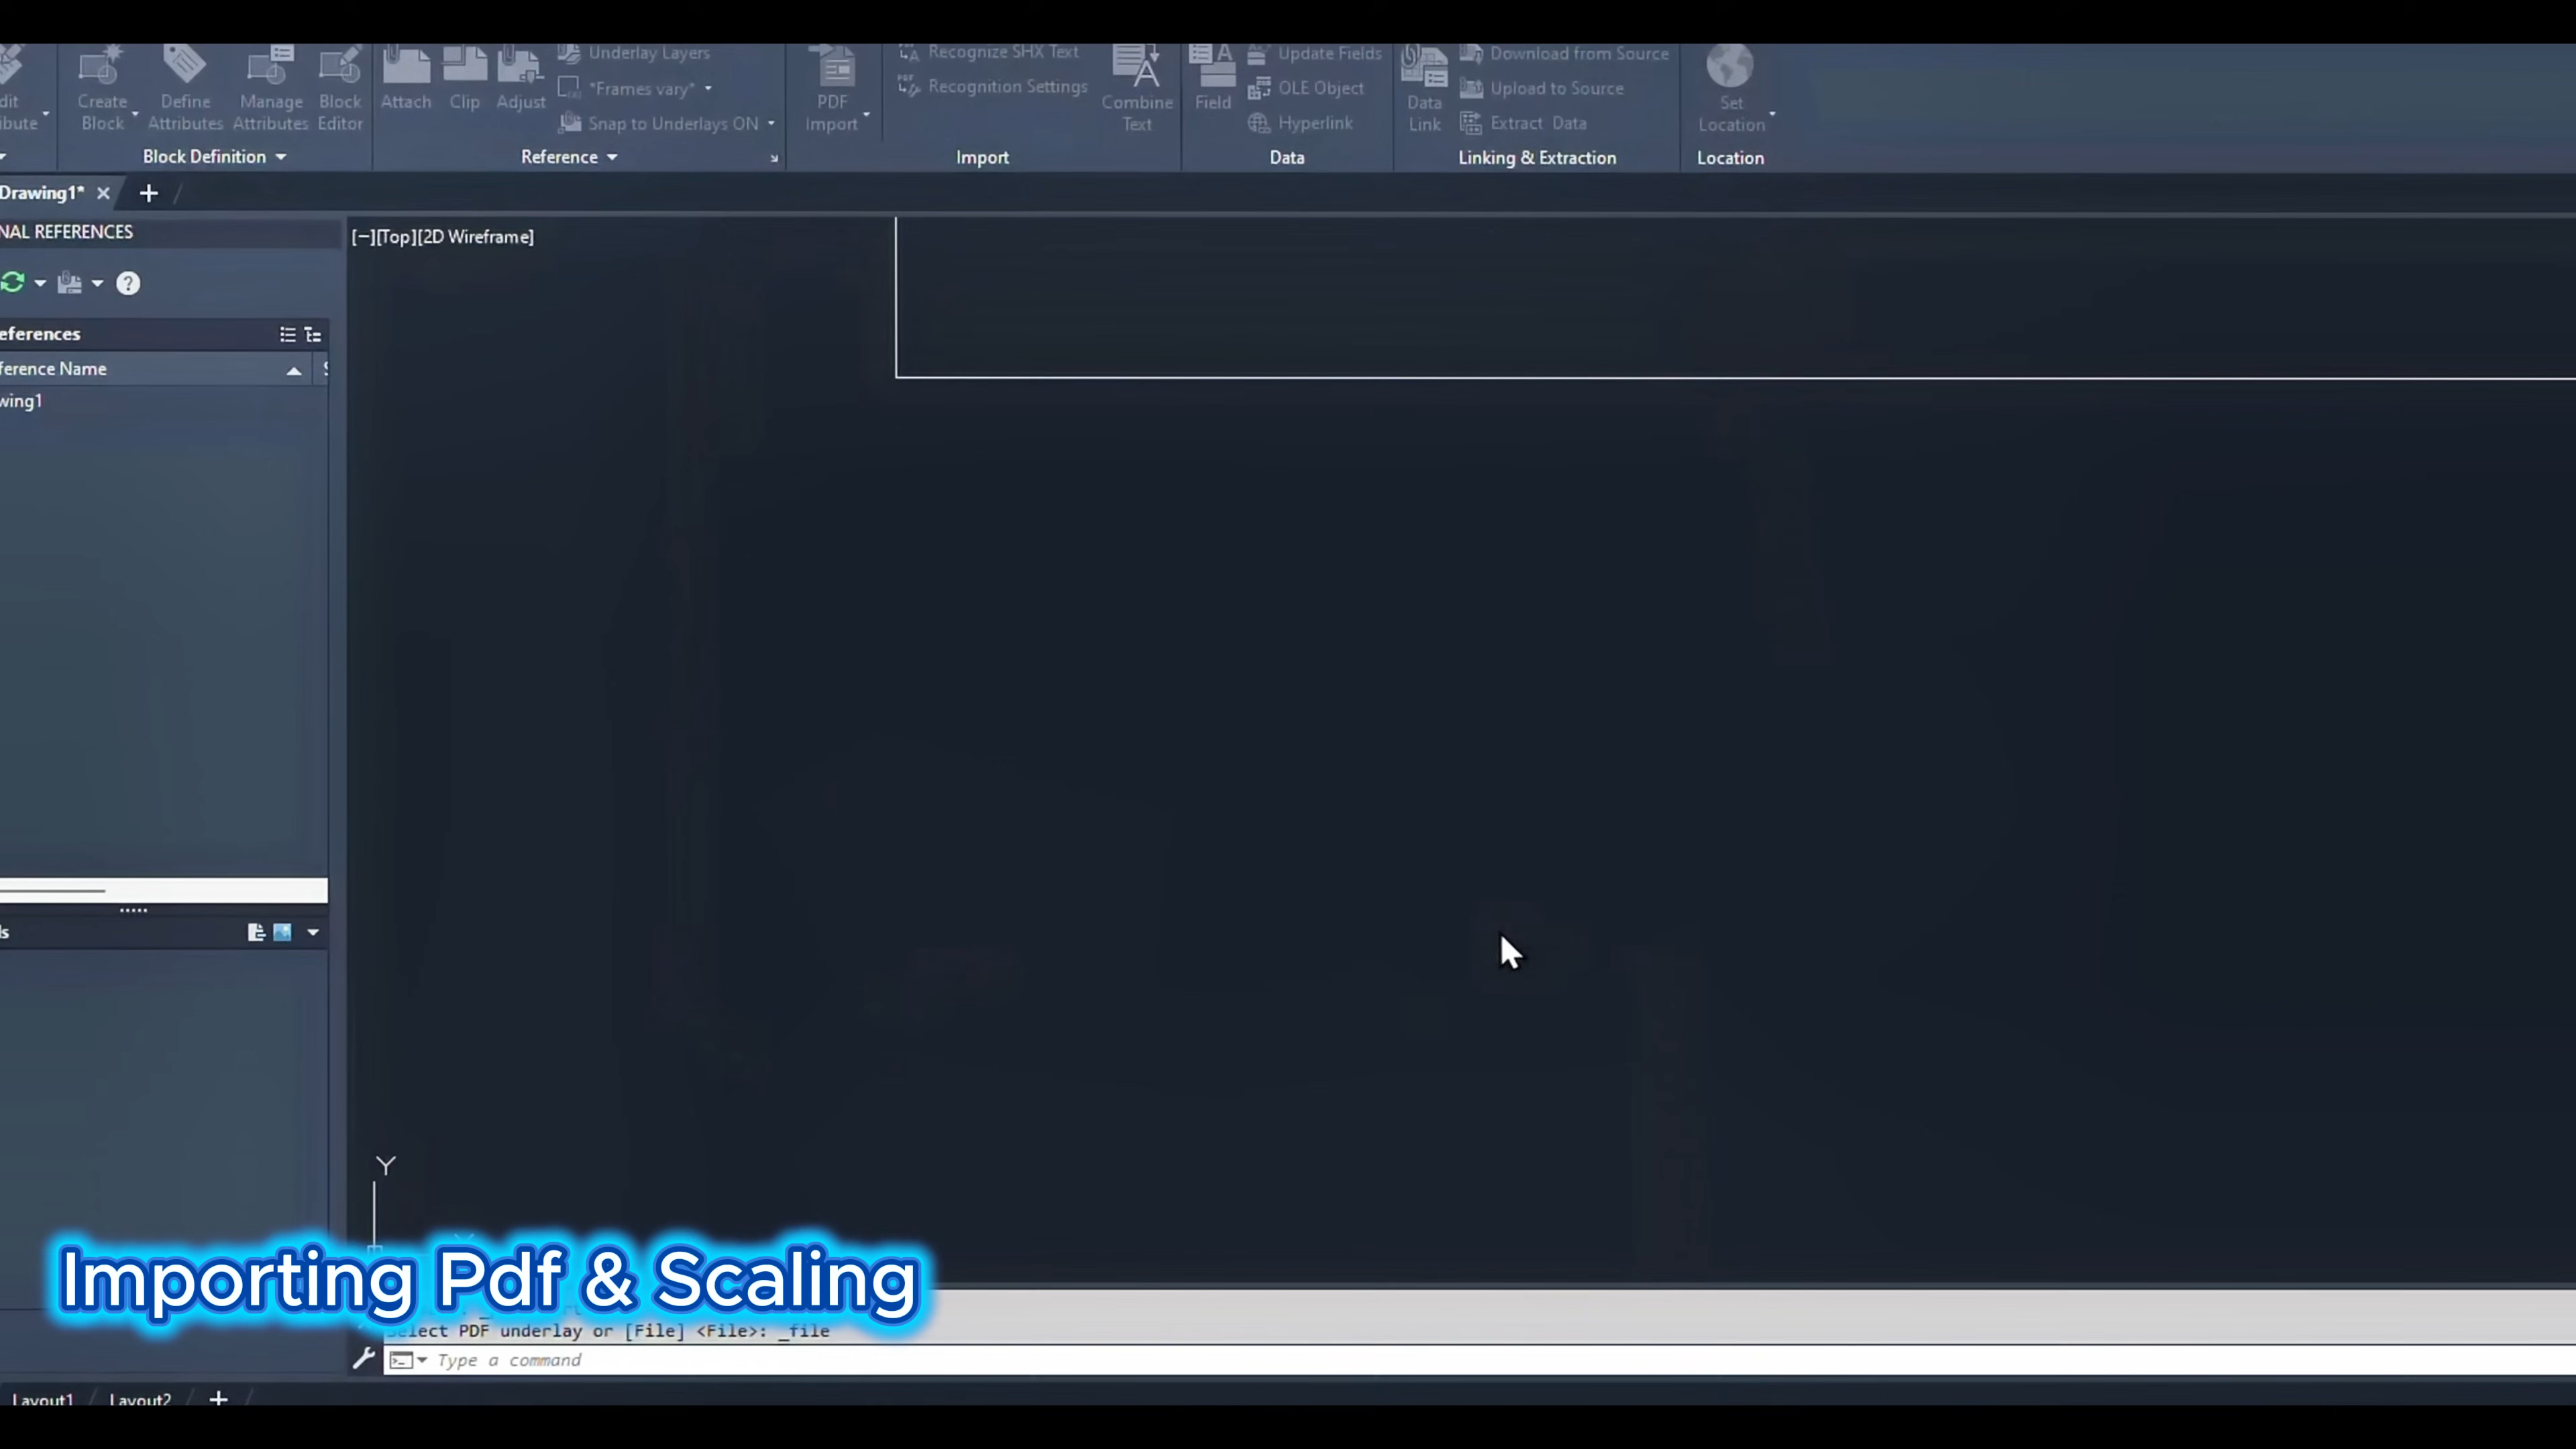 Underlay Layers
Recognize SHX Text
Update Fields
Download from Source
*Frames vary*
Recognition Settings
OLE Object
Upload to Source
Create
Block
Define
Attributes
Manage
Attributes
Block
Editor
Attach
Clip
Adjust
Snap to Underlays ON
PDF
Import
Combine
Text
Field
Hyperlink
Data
Link
Extract Data
Set
Location
Block Definition
Reference
Import
Data
Linking & Extraction
Location
Drawing1*
NAL REFERENCES
[−][Top][2D Wireframe]
eferences
ference Name
wing1
Y
Importing Pdf & Scaling
Select PDF underlay or [File] <File>: _file
Type a command
Layout1
Layout2